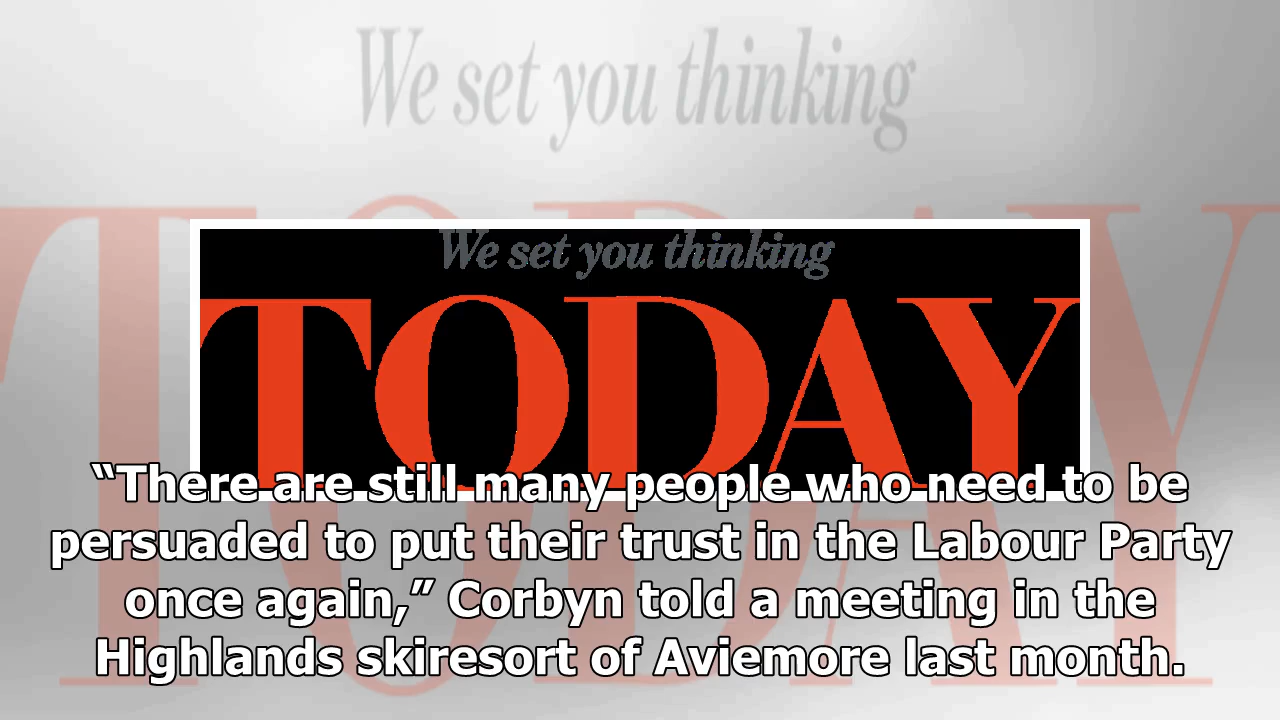 We set you thinking
TODAY
We set you thinking
TODAY
“There are still many people who need to be
persuaded to put their trust in the Labour Party
once again,” Corbyn told a meeting in the
Highlands skiresort of Aviemore last month.